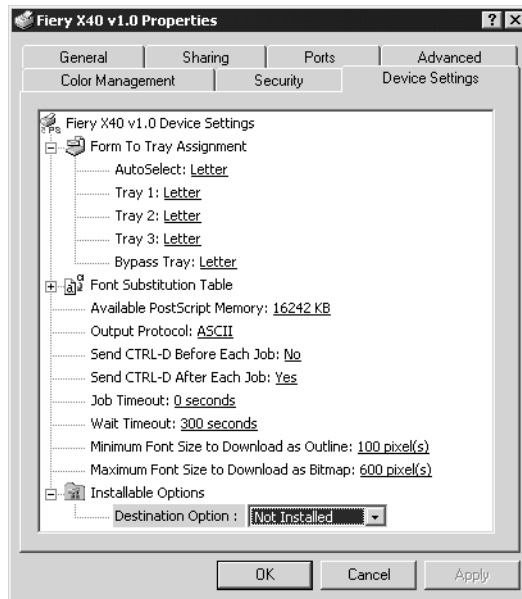 Fiery X40 v1.0 Properties
General Sharing Ports Advanced
Color Management Security Device Settings
Fiery X40 v1.0 Device Settings
Form To Tray Assignment
AutoSelect: Letter
Tray 1: Letter
Tray 2: Letter
Tray 3: Letter
Bypass Tray: Letter
Font Substitution Table
Available PostScript Memory: 16242 KB
Output Protocol: ASCII
Send CTRL-D Before Each Job: No
Send CTRL-D After Each Job: Yes
Job Timeout: 0 seconds
Wait Timeout: 300 seconds
Minimum Font Size to Download as Outline: 100 pixel(s)
Maximum Font Size to Download as Bitmap: 600 pixel(s)
Installable Options
Destination Option : Not Installed
OK Cancel Apply